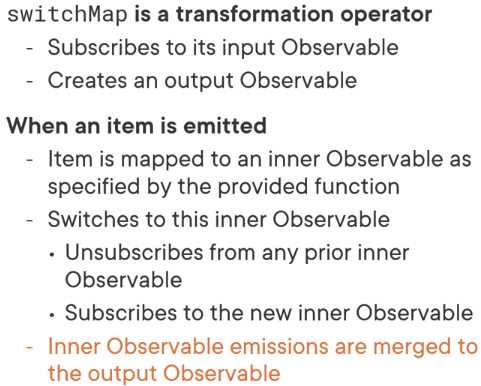 switchMap is a transformation operator
- Subscribes to its input Observable
- Creates an output Observable
When an item is emitted
- Item is mapped to an inner Observable as
specified by the provided function
- Switches to this inner Observable
• Unsubscribes from any prior inner
Observable
• Subscribes to the new inner Observable
- Inner Observable emissions are merged to
the output Observable